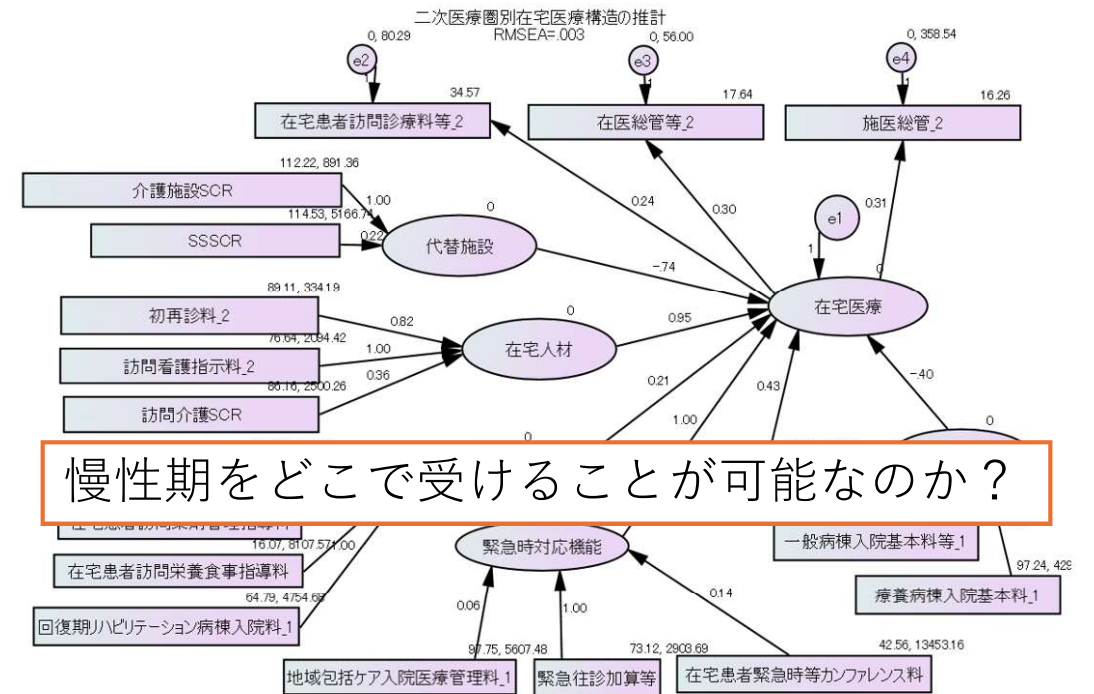 二次医療圏別在宅医療構造の推計
RMSEA=.003
0, 80.29
0, 56.00
0, 358.54
e2
e3
e4
1
1
1
34.57
17.64
16.26
在宅患者訪問診療料等_2
在医総管等_2
施医総管_2
112.22, 891.36
介護施設SCR
1.00
114.53, 5166.74
SSSCR
0.22
0
代替施設
0.24
0.30
0.31
e1
1
0
-.74
在宅医療
89.11, 334.19
初再診料_2
0.82
76.64, 2094.42
訪問看護指示料_2
1.00
86.16, 2500.26
0.36
訪問介護SCR
0
在宅人材
0.95
0.21
0.43
1.00
-.40
0
0
慢性期をどこで受けることが可能なのか？
16.07, 8107.57
1.00
在宅患者訪問栄養食事指導料
64.79, 4754.68
回復期リハビリテーション病棟入院料_1
緊急時対応機能
一般病棟入院基本料等_1
97.24, 429
療養病棟入院基本料_1
0.06
1.00
0.14
97.75, 5607.48
地域包括ケア入院医療管理料_1
73.12, 2903.69
緊急往診加算等
42.56, 13453.16
在宅患者緊急時等カンファレンス料